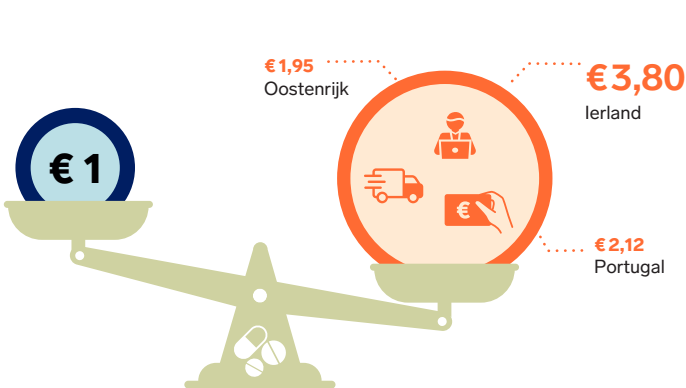 € 1,95
Oostenrijk
€ 3,80
Ierland
€ 1
€
€ 2,12
Portugal